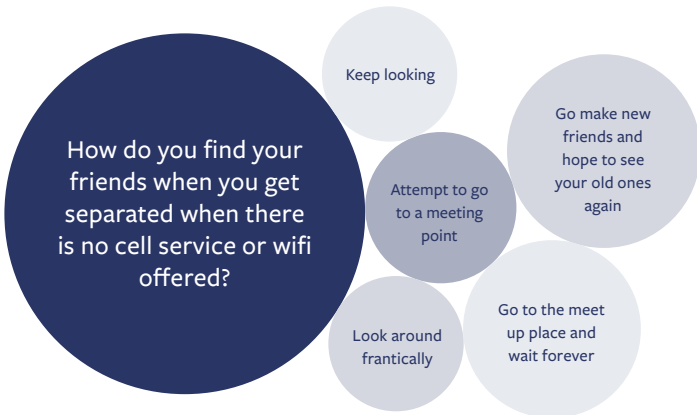 How do you find your
friends when you get
separated when there
is no cell service or wifi
offered?
Keep looking
Attempt to go
to a meeting
point
Go make new
friends and
hope to see
your old ones
again
Look around
frantically
Go to the meet
up place and
wait forever